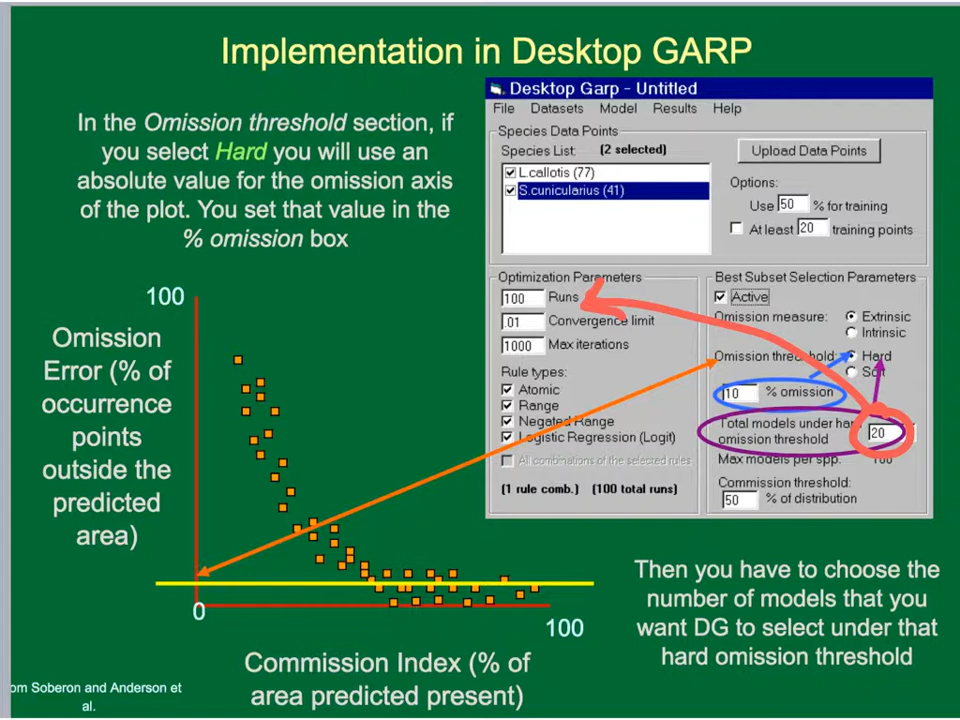 Implementation in Desktop GARP
In the Omission threshold section, if
you select Hard you will use an
absolute value for the omission axis
of the plot. You set that value in the
% omission box
Desktop Garp - Untitled
File Datasets Model Results Help
Species Data Points
Species List: (2 selected)
L.callotis (77)
S.cunicularius (41)
Upload Data Points
Options:
Use 50 % for training
At least 20 training points
Optimization Parameters
100 Runs
.01 Convergence limit
1000 Max iterations
Rule types:
Atomic
Range
Negated Range
Logistic Regression (Logit)
All combinations of the selected rules
(1 rule comb.) (100 total runs)
Best Subset Selection Parameters
Active
Omission measure: Extrinsic
Intrinsic
Omission threshold: Hard
Soft
10 % omission
Total models under hard
omission threshold 20
Max models per spp. 100
Commission threshold:
50 % of distribution
100
Omission
Error (% of
occurrence
points
outside the
predicted
area)
0
100
Commission Index (% of
area predicted present)
Then you have to choose the
number of models that you
want DG to select under that
hard omission threshold
om Soberon and Anderson et
al.